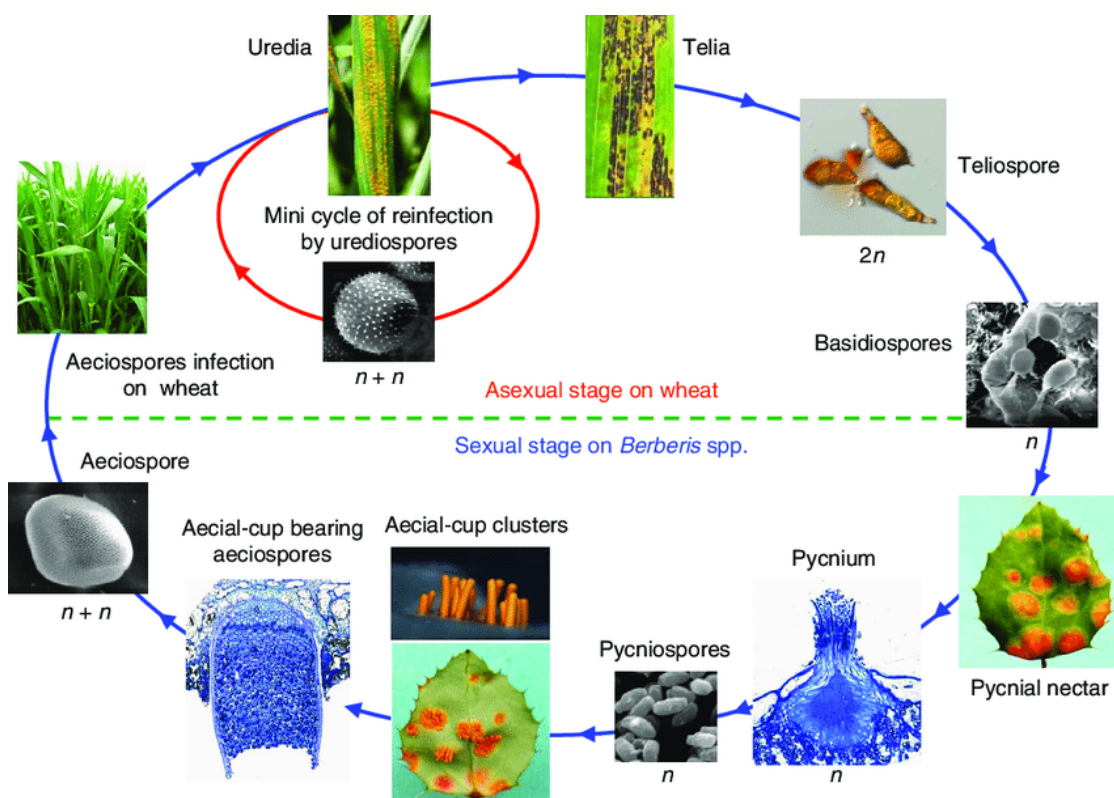 Uredia
Telia
Teliospore
2n
Mini cycle of reinfection
by urediospores
n + n
Basidiospores
n
Aeciospores infection
on wheat
Asexual stage on wheat
Sexual stage on Berberis spp.
Aeciospore
n + n
Aecial-cup bearing
aeciospores
Aecial-cup clusters
Pycniospores
n
Pycnium
n
Pycnial nectar